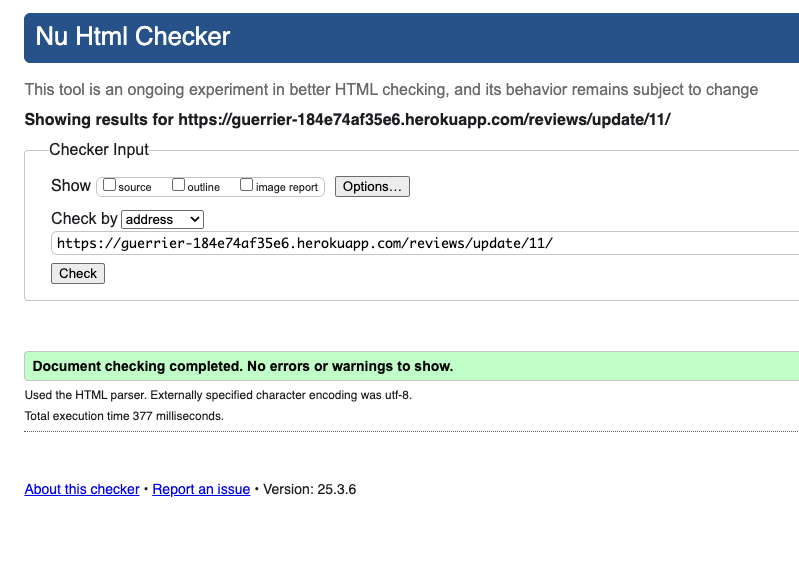 Nu Html Checker
This tool is an ongoing experiment in better HTML checking, and its behavior remains subject to change
Showing results for https://guerrier-184e74af35e6.herokuapp.com/reviews/update/11/
Checker Input
Show source outline image report Options...
Check by address
https://guerrier-184e74af35e6.herokuapp.com/reviews/update/11/
Check
Document checking completed. No errors or warnings to show.
Used the HTML parser. Externally specified character encoding was utf-8.
Total execution time 377 milliseconds.
About this checker • Report an issue • Version: 25.3.6